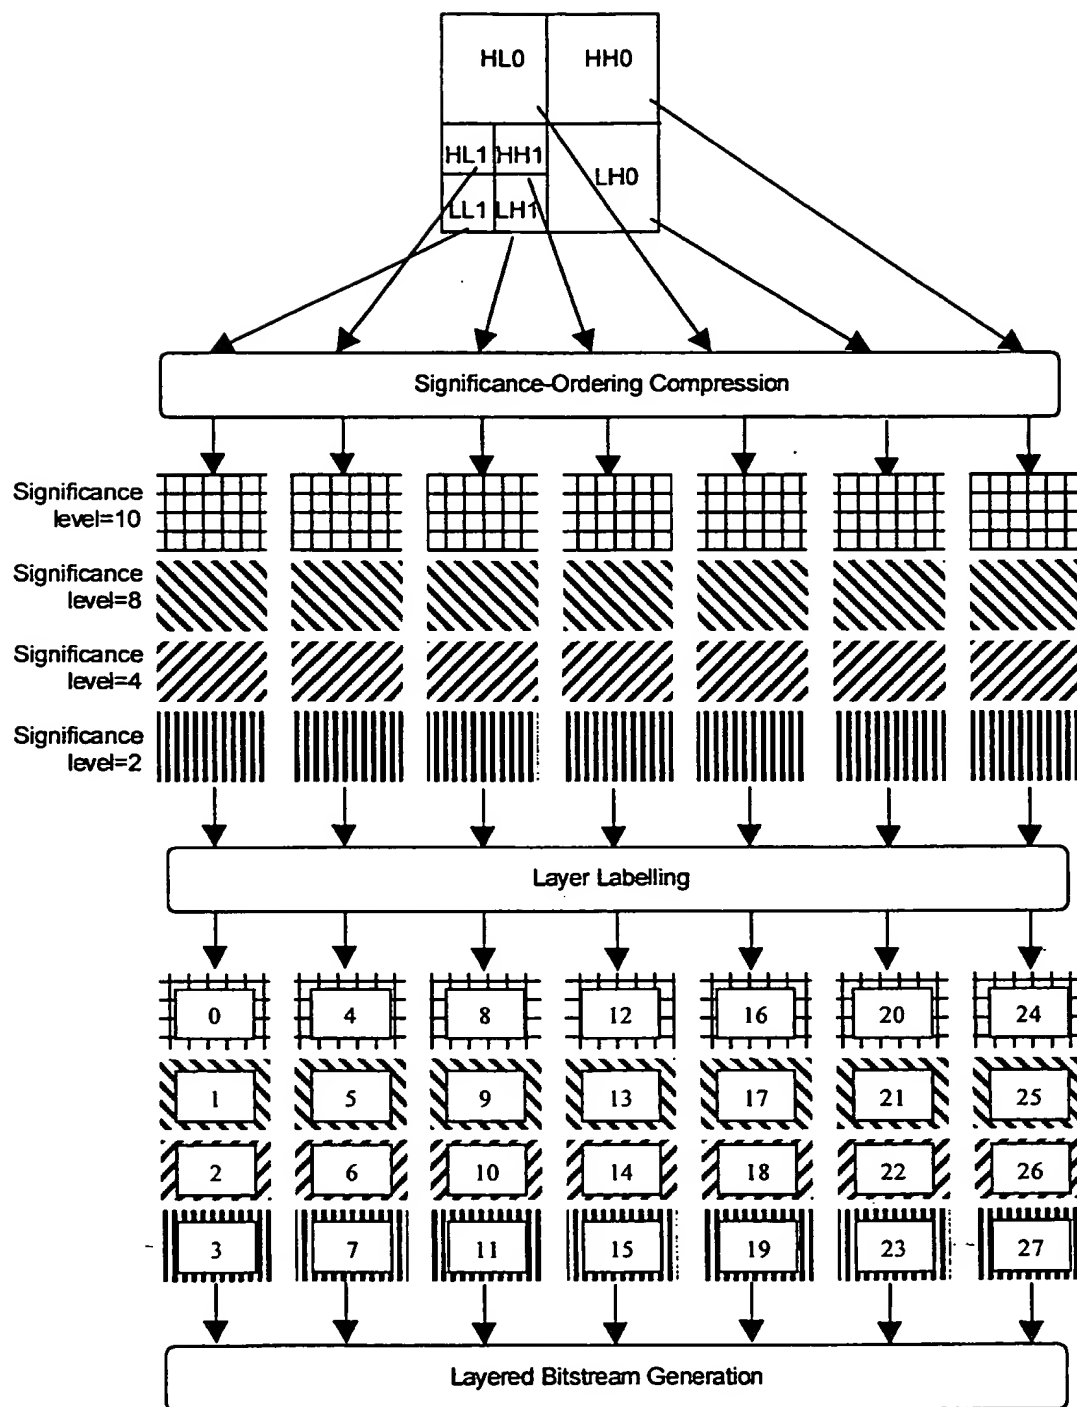 HL0 HH0
HL1 HH1
LH0
LL1 LH1
Significance-Ordering Compression
Significance
level=10
Significance
level=8
Significance
level=4
Significance
level=2
Layer Labelling
0 4 8 12 16 20 24
1 5 9 13 17 21 25
2 6 10 14 18 22 26
3 7 11 15 19 23 27
Layered Bitstream Generation